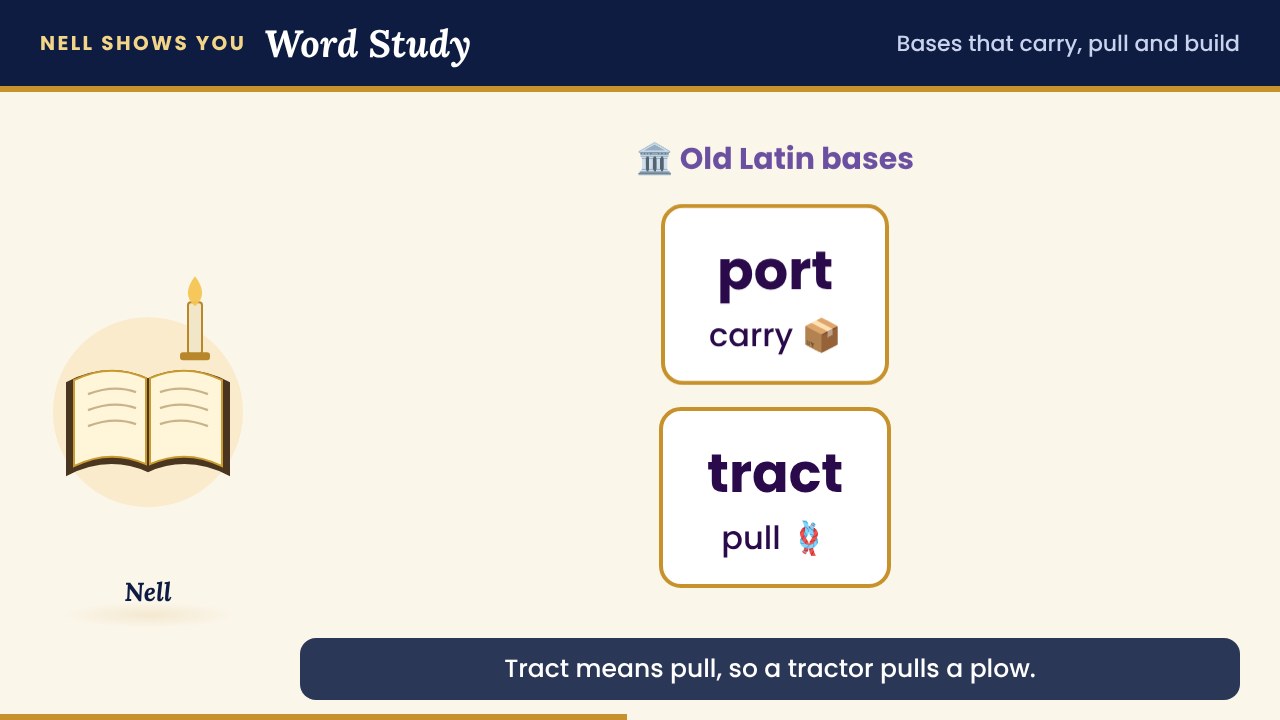 NELL SHOWS YOU Word Study
Bases that carry, pull and build
🏛️ Old Latin bases
port
carry 📦
tract
pull 🪢
Nell
Tract means pull, so a tractor pulls a plow.